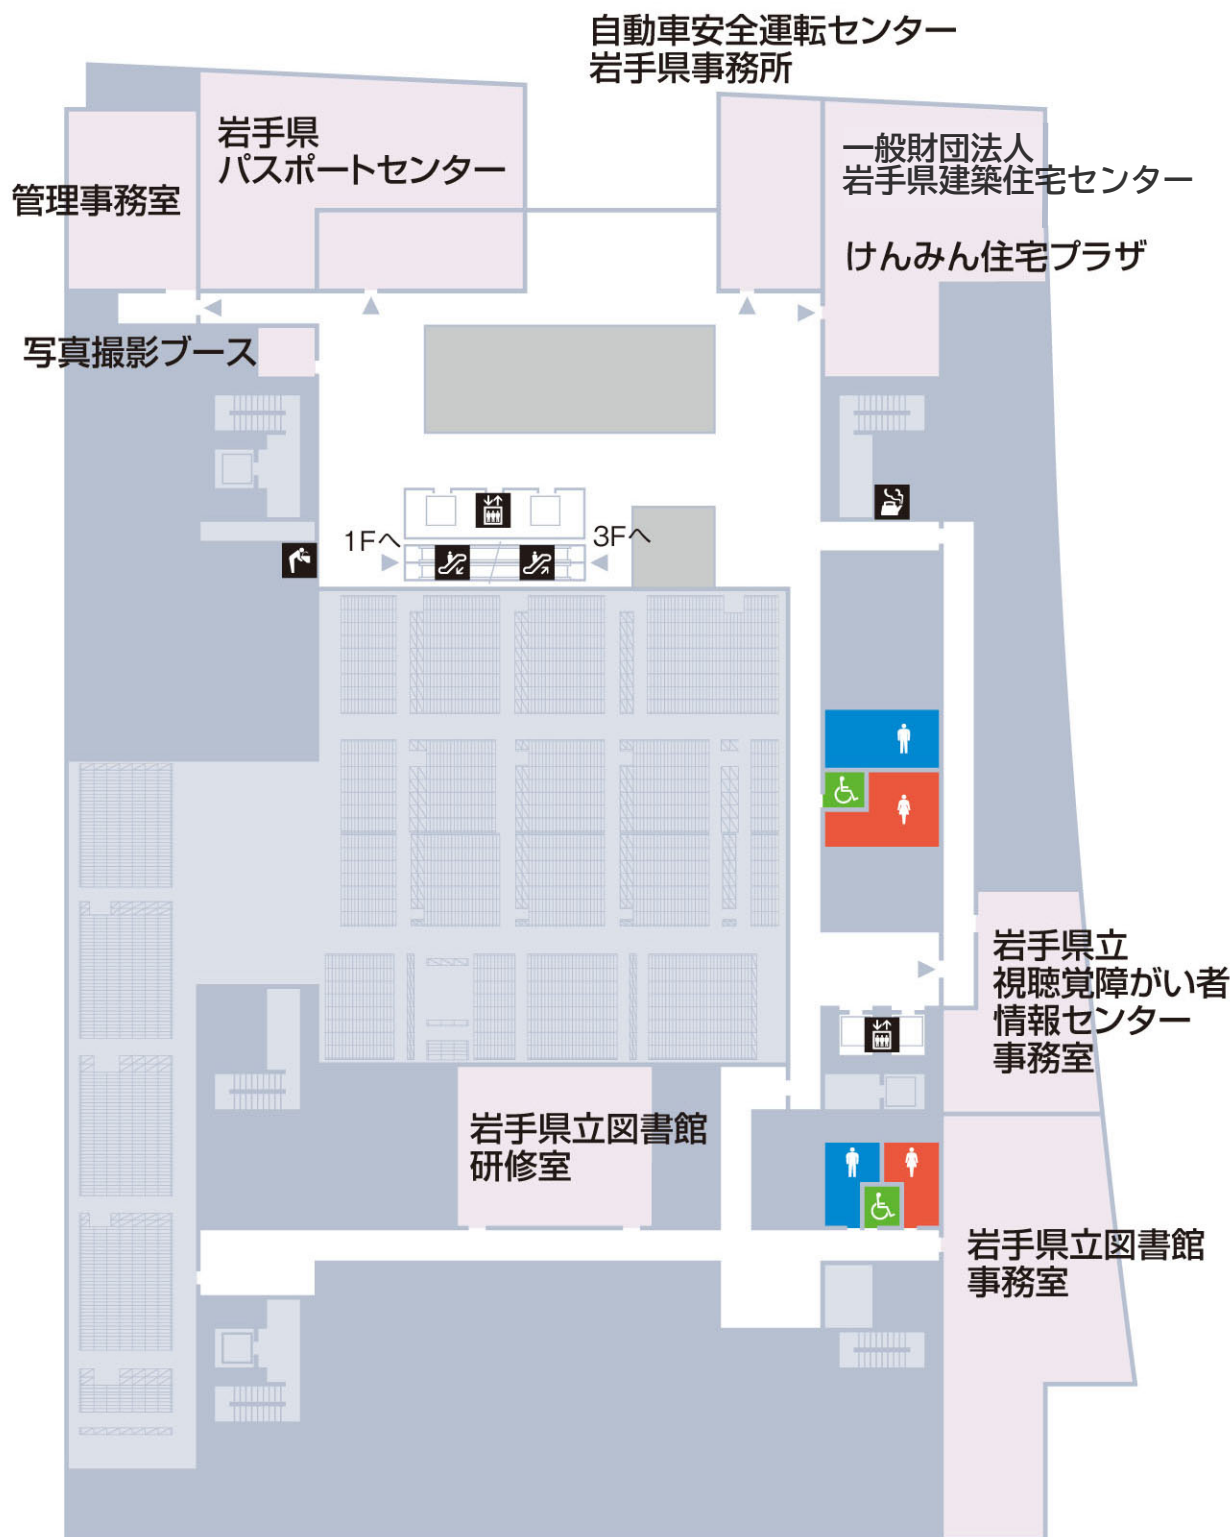 自動車安全運転センター
岩手県事務所
岩手県
パスポートセンター
一般財団法人
岩手県建築住宅センター
管理事務室
けんみん住宅プラザ
写真撮影ブース
1Fへ
3Fへ
岩手県立
視聴覚障がい者
情報センター
事務室
岩手県立図書館
研修室
岩手県立図書館
事務室